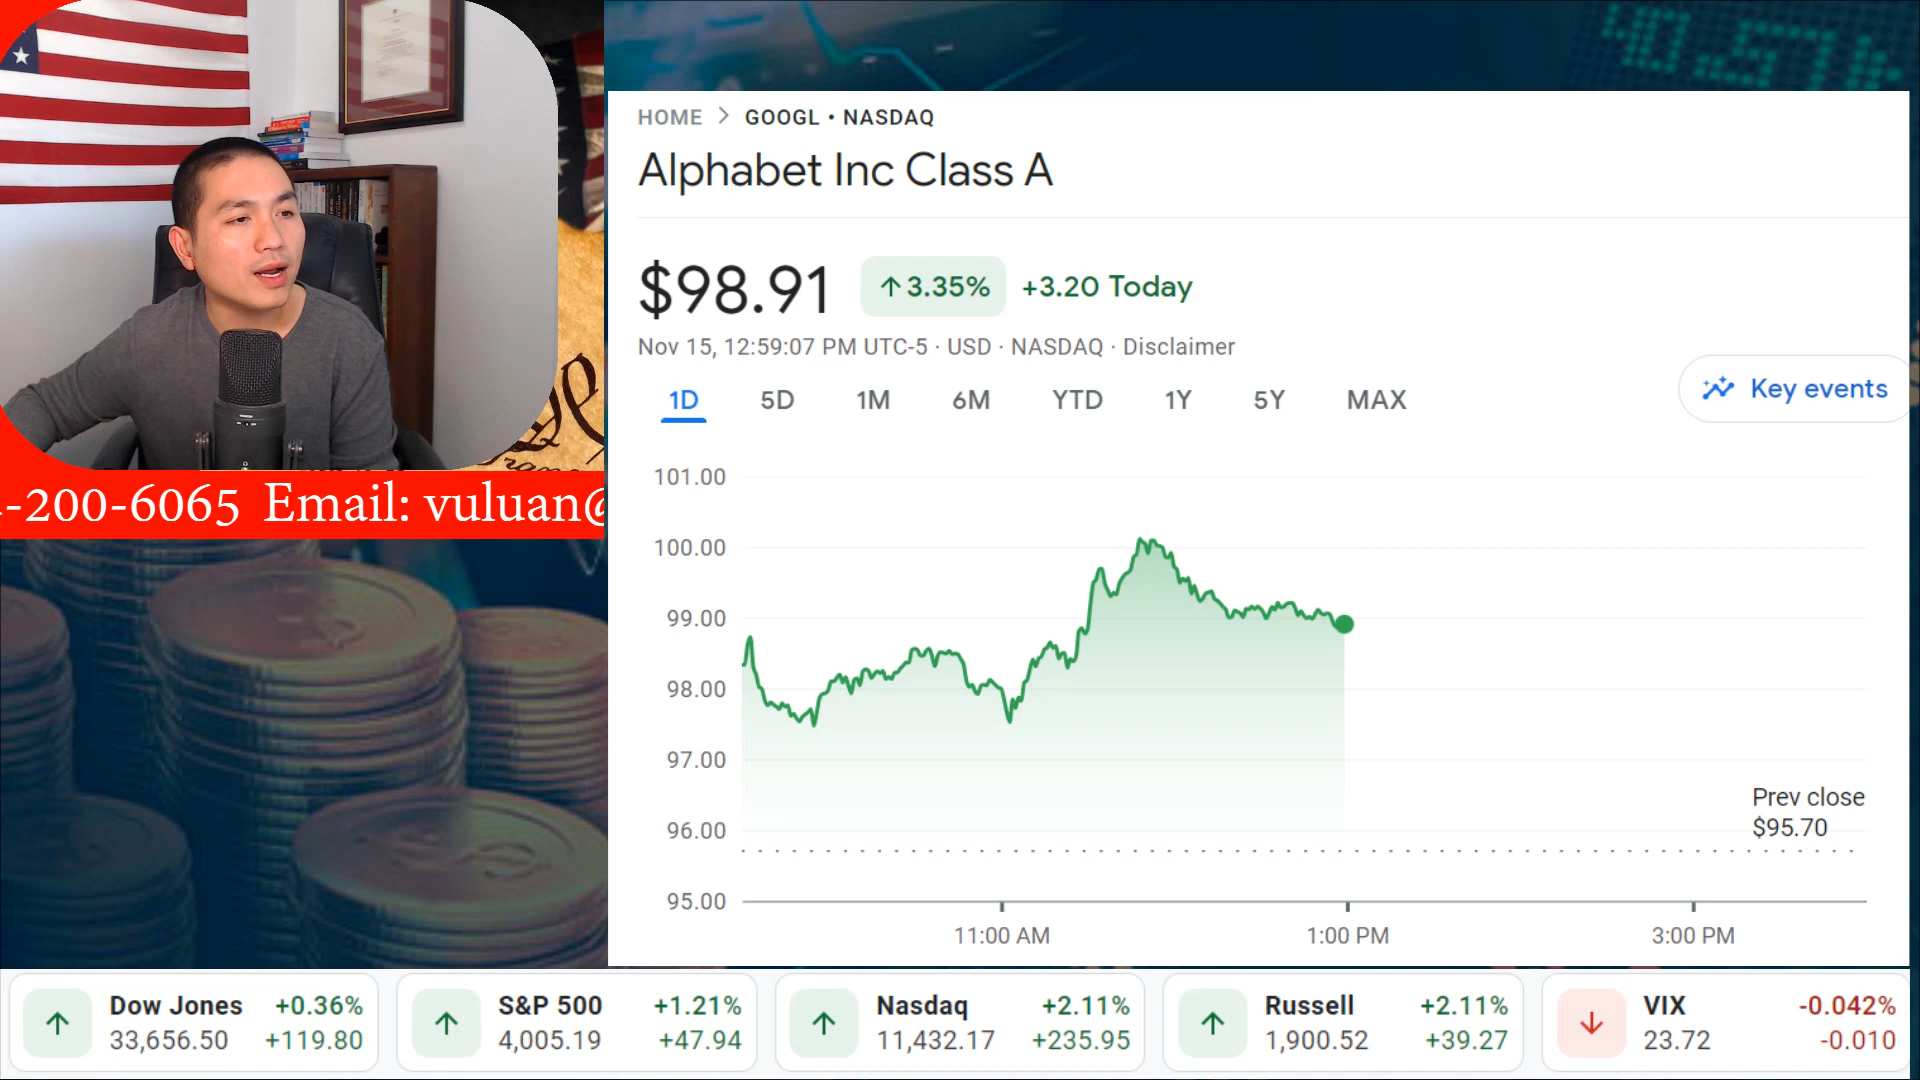 -200-6065 Email: vuluan@
HOME > GOOGL • NASDAQ
Alphabet Inc Class A
$98.91 ↑3.35% +3.20 Today
Nov 15, 12:59:07 PM UTC-5 · USD · NASDAQ · Disclaimer
1D 5D 1M 6M YTD 1Y 5Y MAX
Key events
101.00
100.00
99.00
98.00
97.00
96.00
95.00
Prev close
$95.70
11:00 AM 1:00 PM 3:00 PM
Dow Jones +0.36%
33,656.50 +119.80
S&P 500 +1.21%
4,005.19 +47.94
Nasdaq +2.11%
11,432.17 +235.95
Russell +2.11%
1,900.52 +39.27
VIX -0.042%
23.72 -0.010